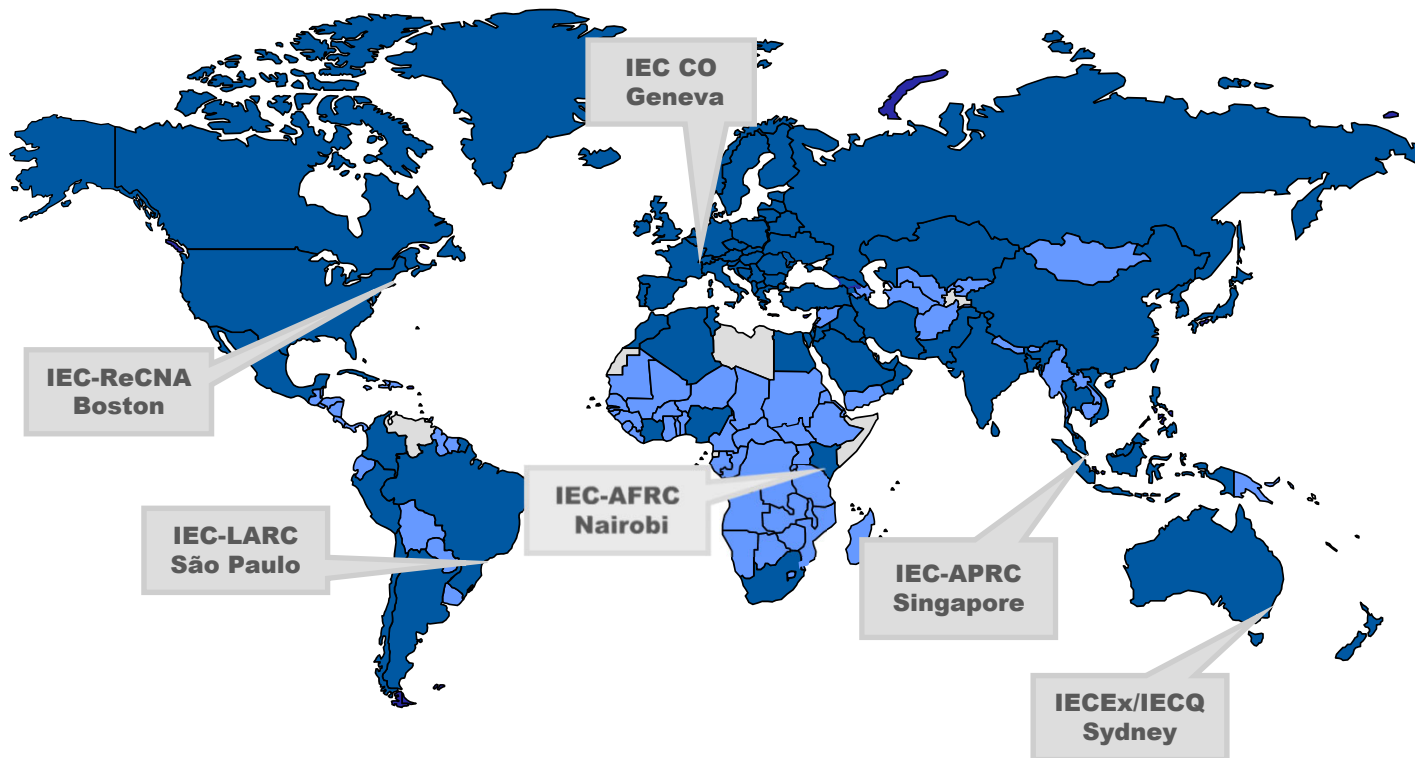 IEC CO
Geneva
IEC-ReCNA
Boston
IEC-AFRC
Nairobi
IEC-LARC
São Paulo
IEC-APRC
Singapore
IECEx/IECQ
Sydney